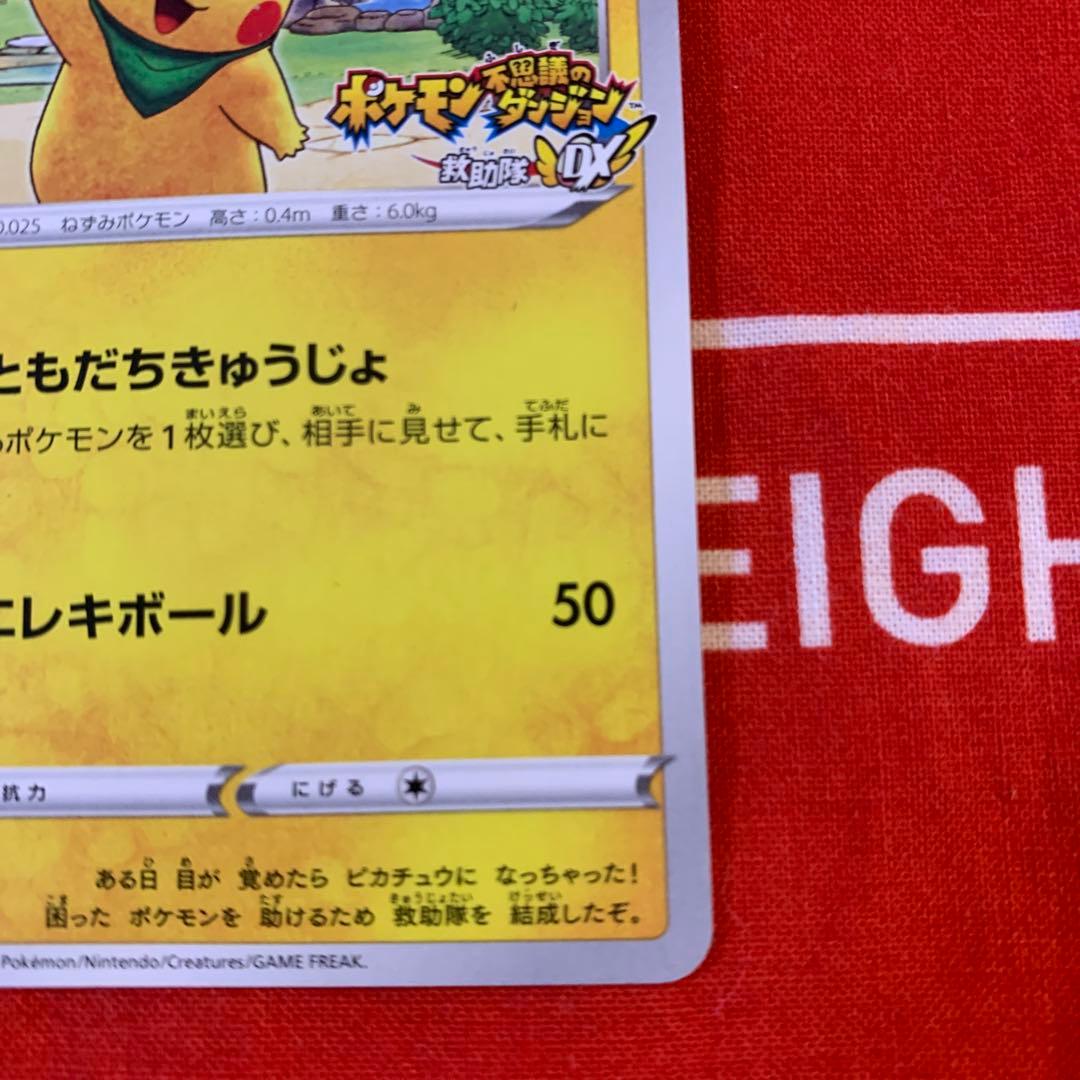 ポケモン不思議のダンジョン™
救助隊DX
.025 ねずみポケモン 高さ:0.4m 重さ:6.0kg
ともだちきゅうじょ
ポケモンを1枚選び、相手に見せて、手札に
エレキボール 50
抗力
にげる
ある日 目が 覚めたら ピカチュウに なっちゃった!
困った ポケモンを 助けるため 救助隊を 結成したぞ。
Pokémon/Nintendo/Creatures/GAME FREAK.
EIGH